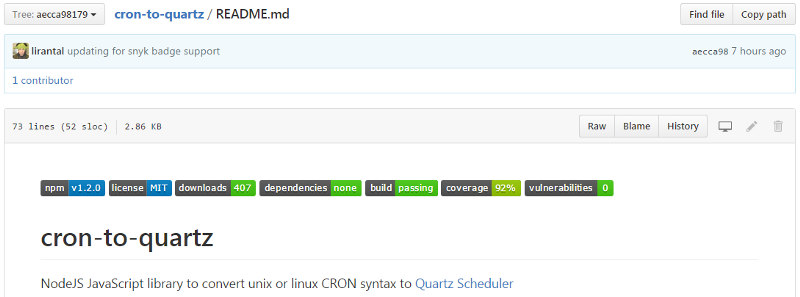 Tree: aecca98179 cron-to-quartz / README.md Find file Copy path
lirantal updating for snyk badge support aecca98 7 hours ago
1 contributor
73 lines (52 sloc) 2.86 KB Raw Blame History
npm v1.2.0 license MIT downloads 407 dependencies none build passing coverage 92% vulnerabilities 0
cron-to-quartz
NodeJS JavaScript library to convert unix or linux CRON syntax to Quartz Scheduler